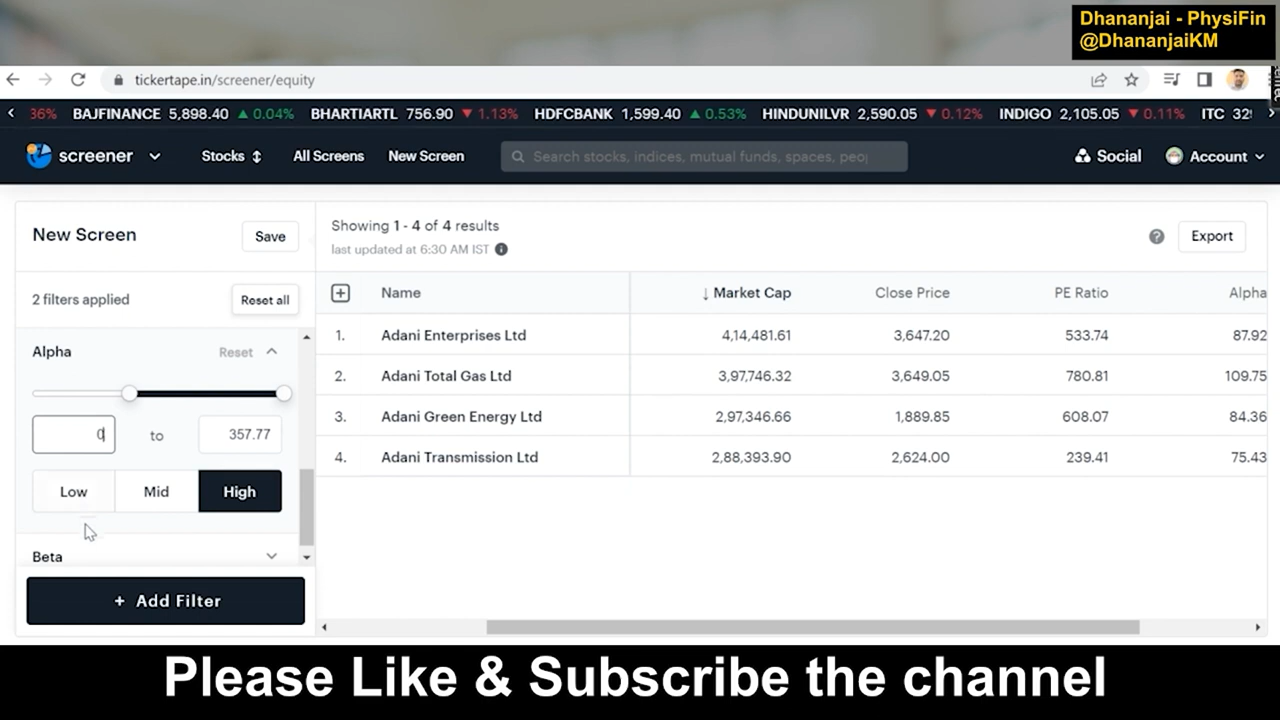 Dhananjai - PhysiFin
@DhananjaiKM
tickertape.in/screener/equity
36% BAJFINANCE 5,898.40 ▲ 0.04% BHARTIARTL 756.90 ▼ 1.13% HDFCBANK 1,599.40 ▲ 0.53% HINDUNILVR 2,590.05 ▼ 0.12% INDIGO 2,105.05 ▼ 0.11% ITC 32
screener Stocks All Screens New Screen Search stocks, indices, mutual funds, spaces, peo Social Account
New Screen Save
Showing 1 - 4 of 4 results
last updated at 6:30 AM IST
Export
2 filters applied Reset all
Name ↓ Market Cap Close Price PE Ratio Alpha
1. Adani Enterprises Ltd 4,14,481.61 3,647.20 533.74 87.92
2. Adani Total Gas Ltd 3,97,746.32 3,649.05 780.81 109.75
3. Adani Green Energy Ltd 2,97,346.66 1,889.85 608.07 84.36
4. Adani Transmission Ltd 2,88,393.90 2,624.00 239.41 75.43
Alpha Reset
0 to 357.77
Low Mid High
Beta
+ Add Filter
Please Like & Subscribe the channel